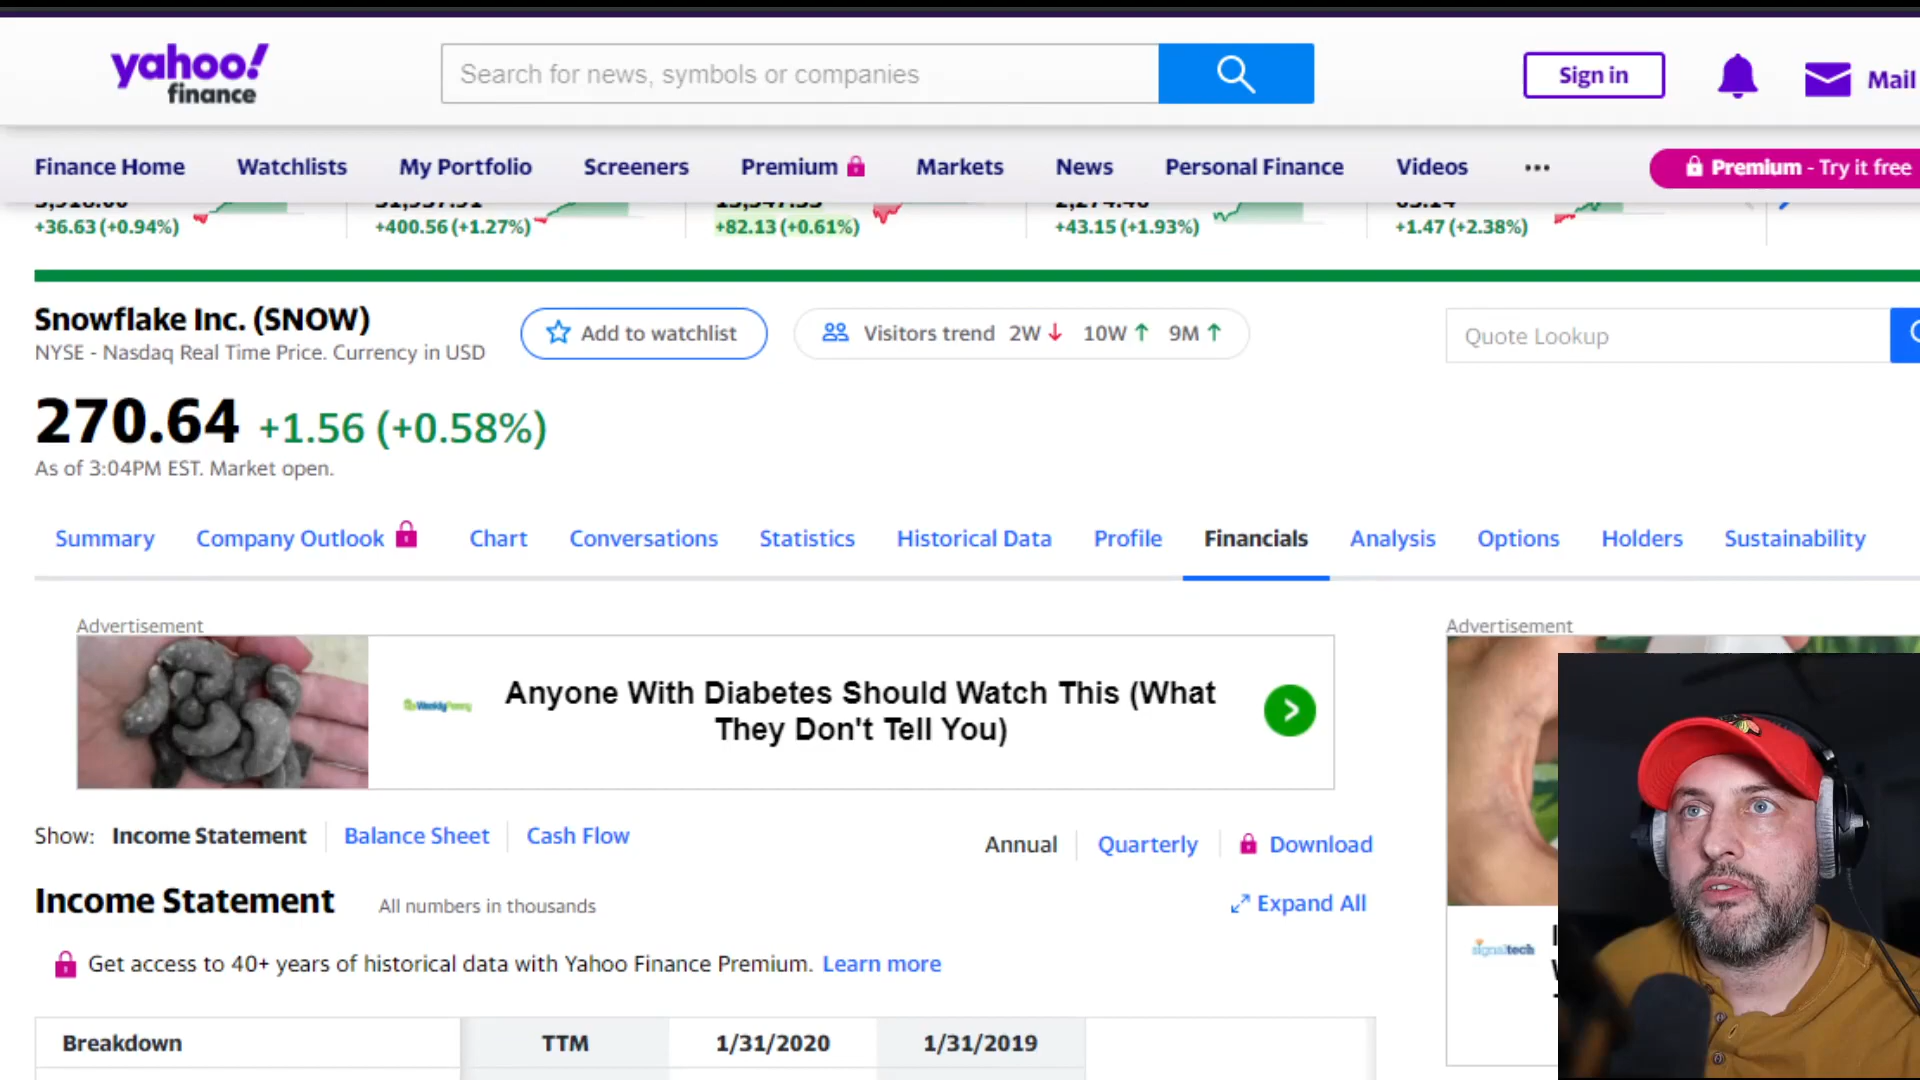 yahoo!
finance
Search for news, symbols or companies
Sign in
Mail
Finance Home Watchlists My Portfolio Screeners Premium Markets News Personal Finance Videos ... Premium - Try it free
+36.63 (+0.94%) +400.56 (+1.27%) +82.13 (+0.61%) +43.15 (+1.93%) +1.47 (+2.38%)
Snowflake Inc. (SNOW)
NYSE - Nasdaq Real Time Price. Currency in USD
Add to watchlist
Visitors trend 2W ↓ 10W ↑ 9M ↑
Quote Lookup
270.64 +1.56 (+0.58%)
As of 3:04PM EST. Market open.
Summary Company Outlook Chart Conversations Statistics Historical Data Profile Financials Analysis Options Holders Sustainability
Advertisement
WeeklyPenny
Anyone With Diabetes Should Watch This (What
They Don't Tell You)
Advertisement
signaltech
Show: Income Statement Balance Sheet Cash Flow
Annual Quarterly Download
Income Statement All numbers in thousands
Expand All
Get access to 40+ years of historical data with Yahoo Finance Premium. Learn more
Breakdown TTM 1/31/2020 1/31/2019